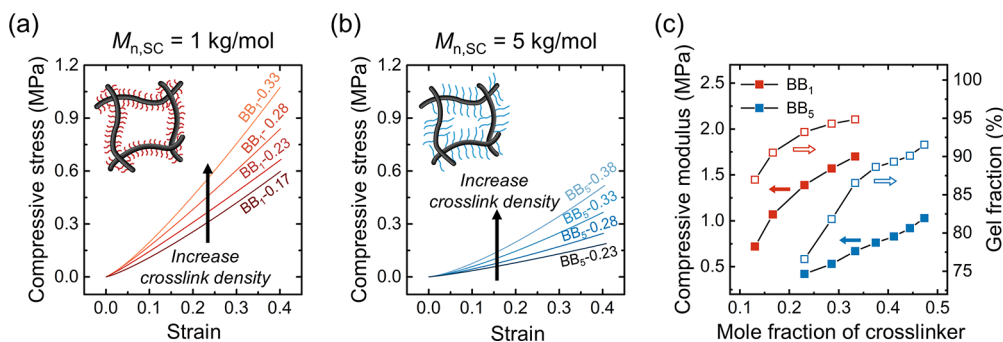 (a)
M_n,SC = 1 kg/mol
Compressive stress (MPa)
1.2
0.9
0.6
0.3
0.0
0.0 0.1 0.2 0.3 0.4
Strain
BB1-0.33
BB1-0.28
BB1-0.23
BB1-0.17
Increase
crosslink density
(b)
M_n,SC = 5 kg/mol
Compressive stress (MPa)
1.2
0.9
0.6
0.3
0.0
0.0 0.1 0.2 0.3 0.4
Strain
Increase
crosslink density
BB5-0.38
BB5-0.33
BB5-0.28
BB5-0.23
(c)
Compressive modulus (MPa)
2.5
2.0
1.5
1.0
0.5
BB1
BB5
100
95
90
85
80
75
Gel fraction (%)
0.1 0.2 0.3 0.4 0.5
Mole fraction of crosslinker